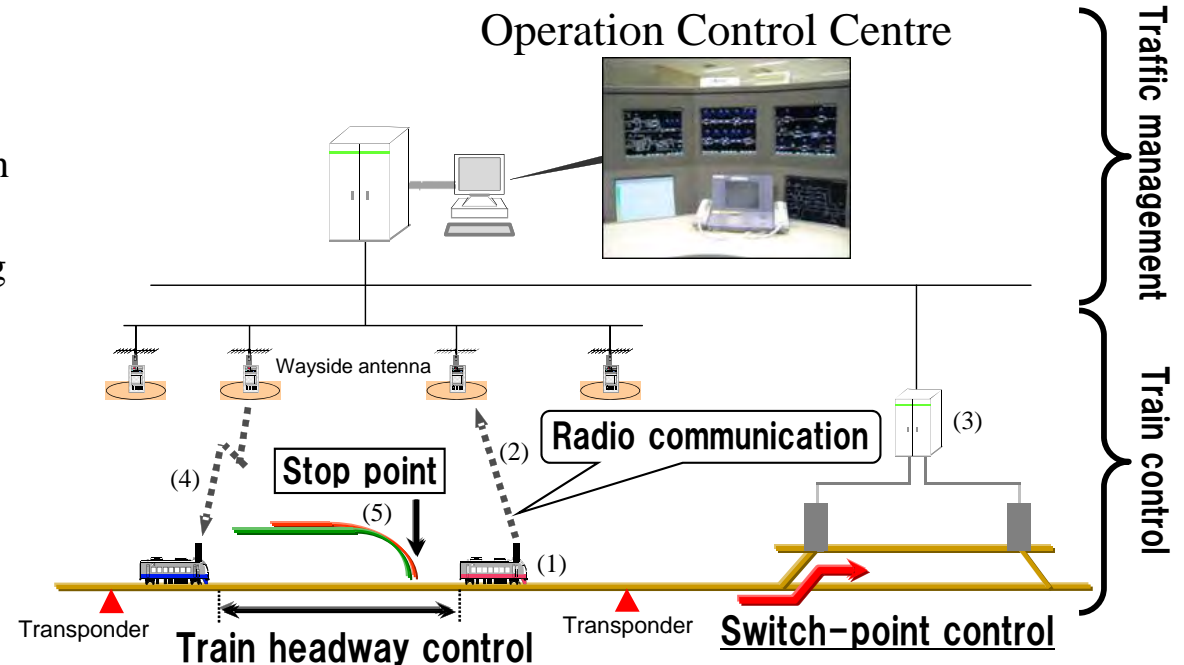 Operation Control Centre
Traffic management
n
g
Wayside antenna
(3)
Radio communication
(2)
Stop point
(4)
(5)
(1)
Train control
Transponder
Train headway control
Transponder
Switch-point control